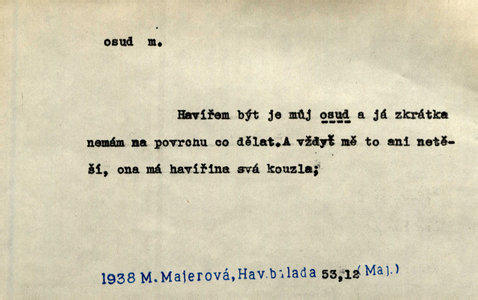 osud m.
Havířem být je můj osud a já zkrátka
nemám na povrchu co dělat.A vždyť mě to ani netě-
ší, ona má havířina svá kouzla;
1938 M. Majerová, Hav.balada 53,12 (Maj.)